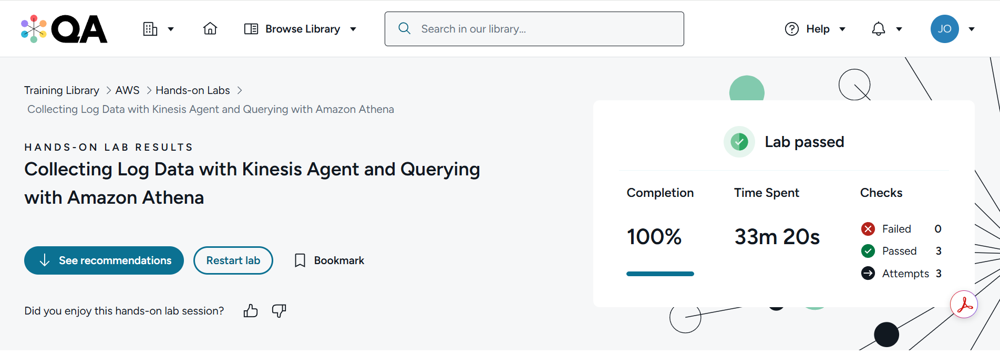 QA
Browse Library
Search in our library...
Help
JO
Training Library > AWS > Hands-on Labs >
Collecting Log Data with Kinesis Agent and Querying with Amazon Athena
HANDS-ON LAB RESULTS
Collecting Log Data with Kinesis Agent and Querying
with Amazon Athena
See recommendations
Restart lab
Bookmark
Did you enjoy this hands-on lab session?
Lab passed
Completion
100%
Time Spent
33m 20s
Checks
Failed 0
Passed 3
Attempts 3